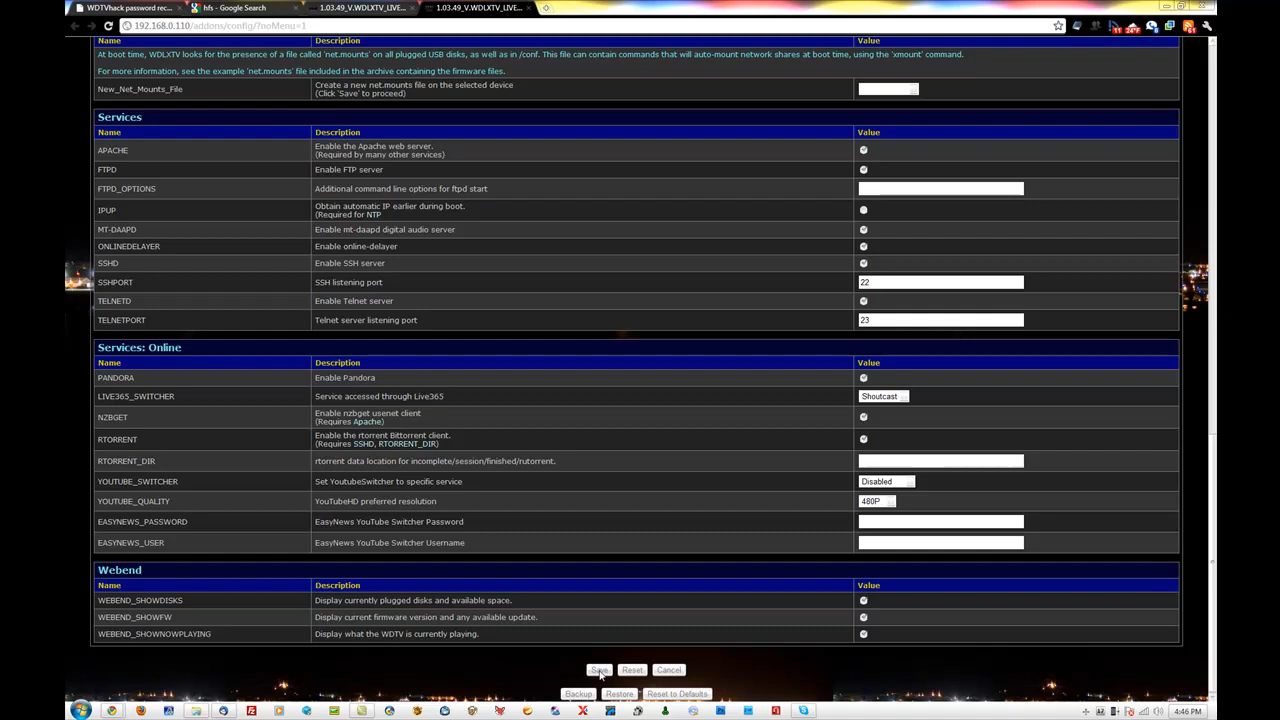 WDTVhack password rec...
hfs - Google Search
1.03.49_V.WDLXTV_LIVE...
1.03.49_V.WDLXTV_LIVE...
192.168.0.110/addons/config/?noMenu=1
Name Description Value
At boot time, WDLXTV looks for the presence of a file called 'net.mounts' on all plugged USB disks, as well as in /conf. This file can contain commands that will auto-mount network shares at boot time, using the 'xmount' command.
For more information, see the example 'net.mounts' file included in the archive containing the firmware files.
New_Net_Mounts_File Create a new net.mounts file on the selected device
(Click 'Save' to proceed)
Services
Name Description Value
APACHE Enable the Apache web server.
(Required by many other services)
FTPD Enable FTP server
FTPD_OPTIONS Additional command line options for ftpd start
IPUP Obtain automatic IP earlier during boot.
(Required for NTP
MT-DAAPD Enable mt-daapd digital audio server
ONLINEDELAYER Enable online-delayer
SSHD Enable SSH server
SSHPORT SSH listening port 22
TELNETD Enable Telnet server
TELNETPORT Telnet server listening port 23
Services: Online
Name Description Value
PANDORA Enable Pandora
LIVE365_SWITCHER Service accessed through Live365 Shoutcast
NZBGET Enable nzbget usenet client
(Requires Apache)
RTORRENT Enable the rtorrent Bittorrent client.
(Requires SSHD, RTORRENT_DIR)
RTORRENT_DIR rtorrent data location for incomplete/session/finished/rutorrent.
YOUTUBE_SWITCHER Set YoutubeSwitcher to specific service Disabled
YOUTUBE_QUALITY YouTubeHD preferred resolution 480P
EASYNEWS_PASSWORD EasyNews YouTube Switcher Password
EASYNEWS_USER EasyNews YouTube Switcher Username
Webend
Name Description Value
WEBEND_SHOWDISKS Display currently plugged disks and available space.
WEBEND_SHOWFW Display current firmware version and any available update.
WEBEND_SHOWNOWPLAYING Display what the WDTV is currently playing.
Save Reset Cancel
Backup Restore Reset to Defaults
4:46 PM